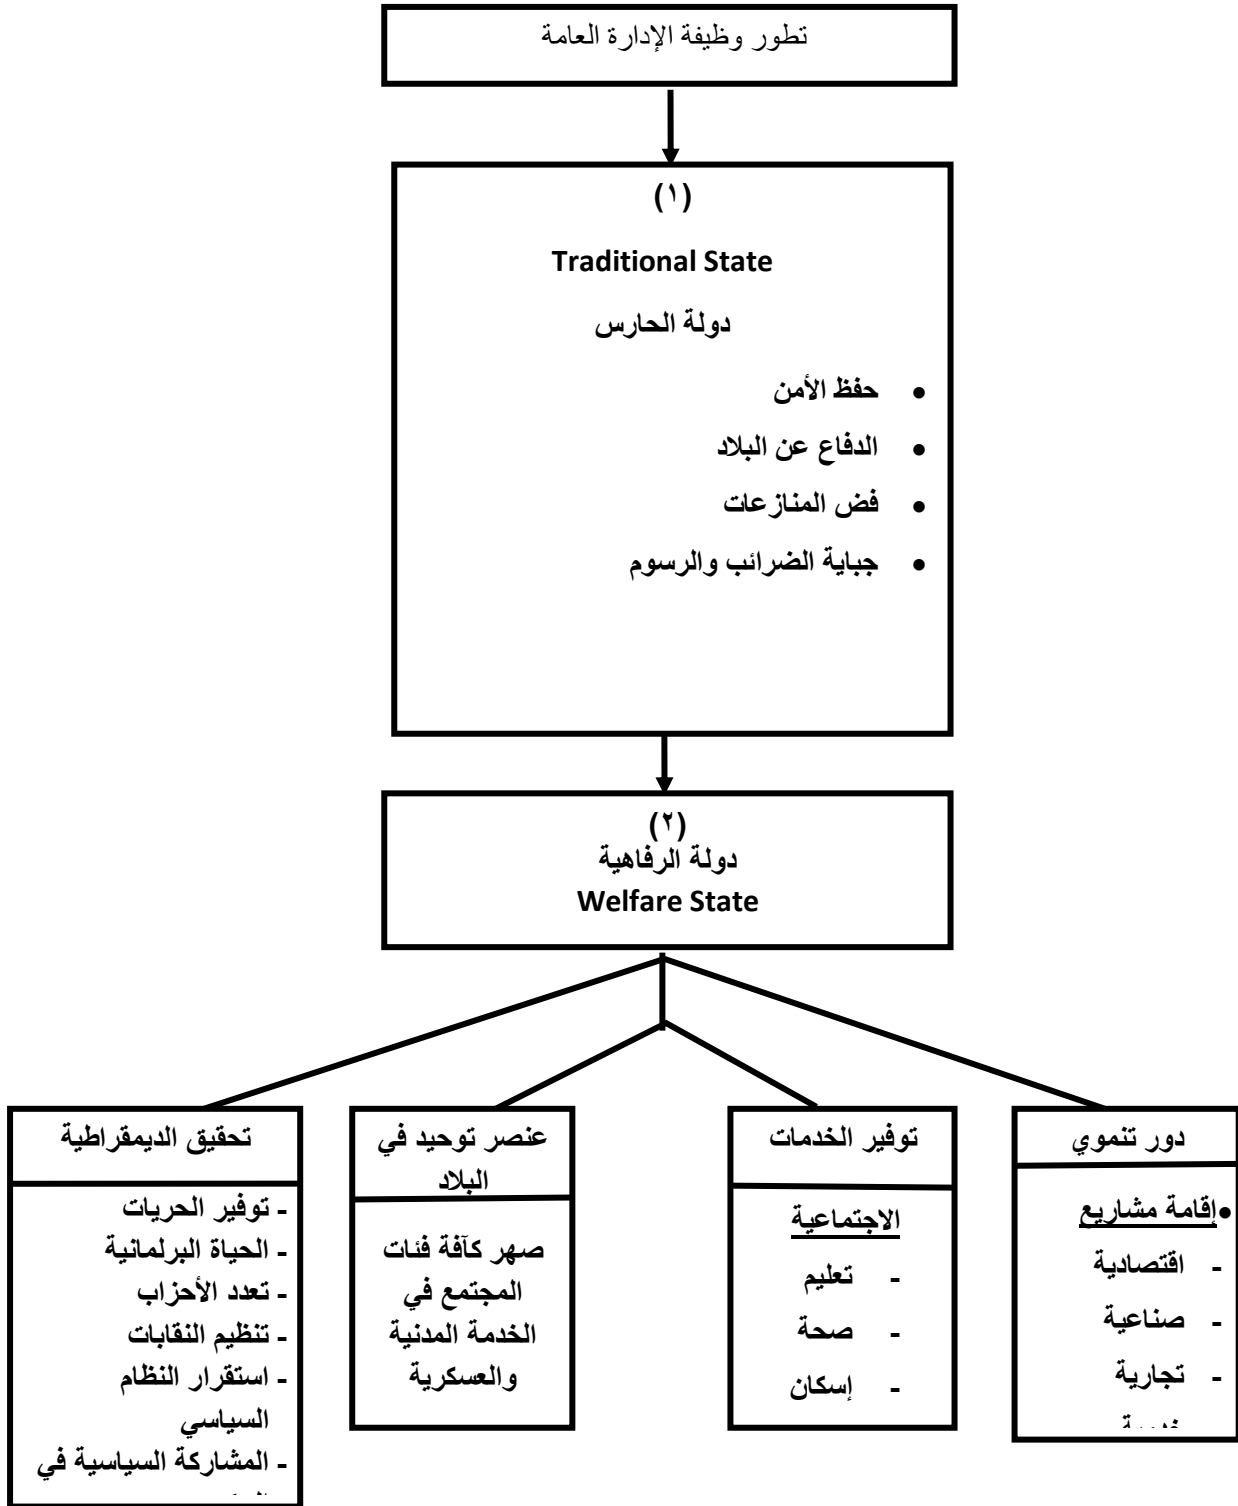 تطور وظيفة الإدارة العامة
(١)
Traditional State
دولة الحارس
• حفظ الأمن
• الدفاع عن البلاد
• فض المنازعات
• جباية الضرائب والرسوم
(٢)
دولة الرفاهية
Welfare State
دور تنموي
•إقامة مشاريع
- اقتصادية
- صناعية
- تجارية
توفير الخدمات
الاجتماعية
- تعليم
- صحة
- إسكان
عنصر توحيد في
البلاد
صهر كآفة فئات
المجتمع في
الخدمة المدنية
والعسكرية
تحقيق الديمقراطية
- توفير الحريات
- الحياة البرلمانية
- تعدد الأحزاب
- تنظيم النقابات
- استقرار النظام
السياسي
- المشاركة السياسية في